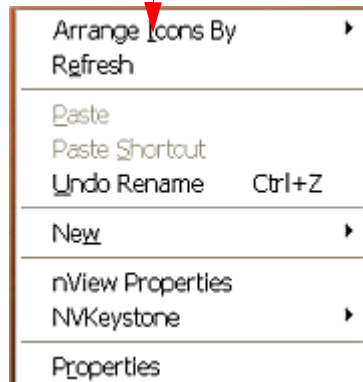 Arrange Icons By
Refresh
Paste
Paste Shortcut
Undo Rename Ctrl+Z
New
nView Properties
NVKeystone
Properties